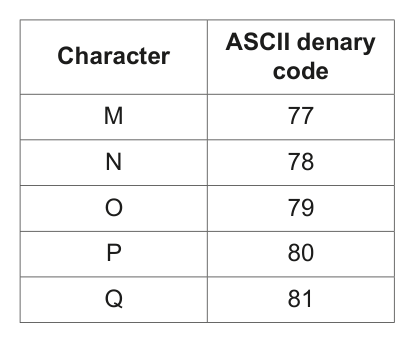 Character ASCII denary
code
M 77
N 78
O 79
P 80
Q 81